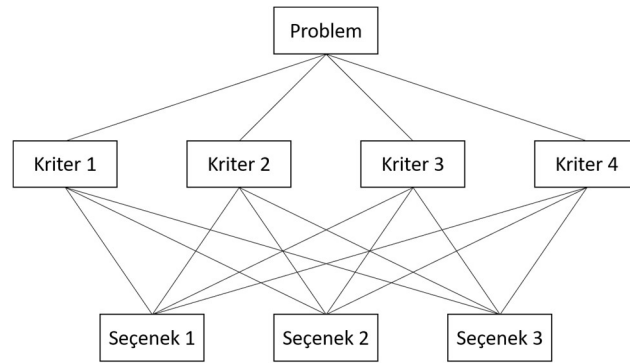 Problem
Kriter 1
Kriter 2
Kriter 3
Kriter 4
Seçenek 1
Seçenek 2
Seçenek 3